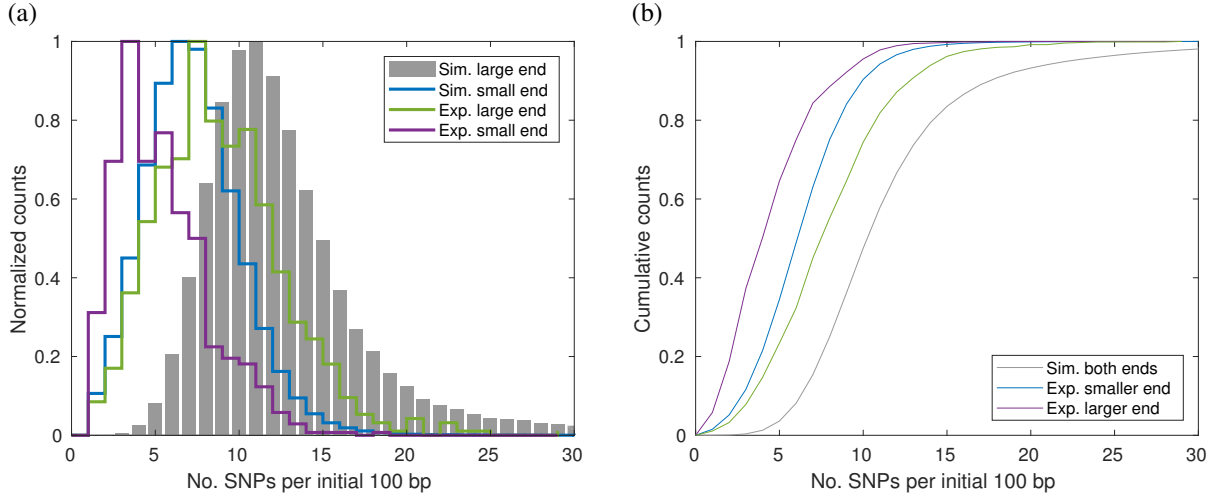 (a)
Normalized counts
1
0.8
0.6
0.4
0.2
0
0 5 10 15 20 25 30
No. SNPs per initial 100 bp
Sim. large end
Sim. small end
Exp. large end
Exp. small end
(b)
Cumulative counts
1
0.8
0.6
0.4
0.2
0
0 5 10 15 20 25 30
No. SNPs per initial 100 bp
Sim. both ends
Exp. smaller end
Exp. larger end